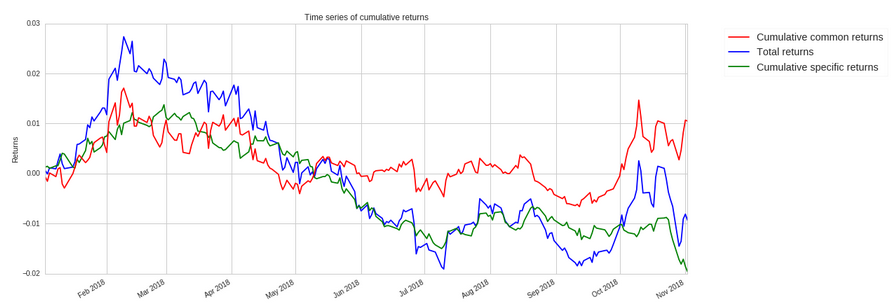 Time series of cumulative returns
0.03
0.02
0.01
0.00
−0.01
−0.02
Returns
Feb 2018
Mar 2018
Apr 2018
May 2018
Jun 2018
Jul 2018
Aug 2018
Sep 2018
Oct 2018
Nov 2018
Cumulative common returns
Total returns
Cumulative specific returns